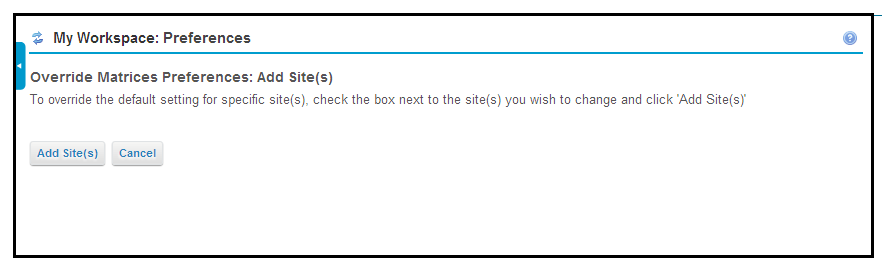 My Workspace: Preferences
Override Matrices Preferences: Add Site(s)
To override the default setting for specific site(s), check the box next to the site(s) you wish to change and click 'Add Site(s)'
Add Site(s) Cancel